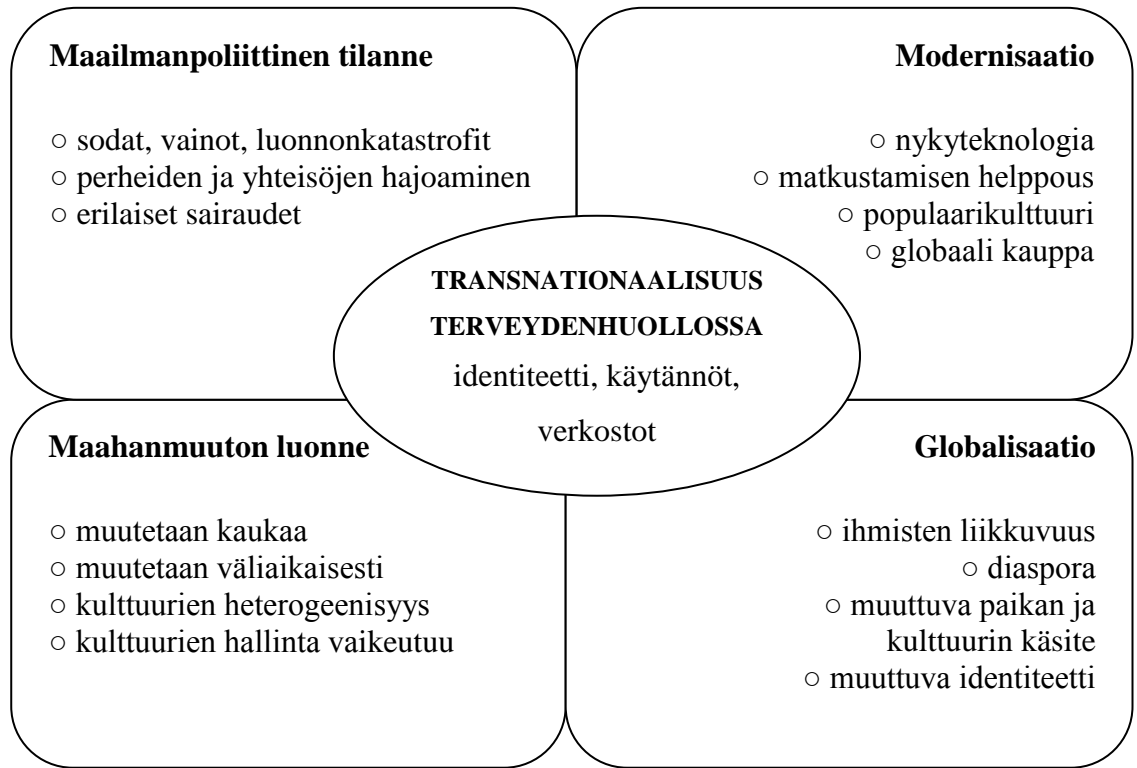 Maailmanpoliittinen tilanne
○ sodat, vainot, luonnonkatastrofit
○ perheiden ja yhteisöjen hajoaminen
○ erilaiset sairaudet
Modernisaatio
○ nykyteknologia
○ matkustamisen helppous
○ populaarikulttuuri
○ globaali kauppa
TRANSNATIONAALISUUS
TERVEYDENHUOLLOSSA
identiteetti, käytännöt,
verkostot
Maahanmuuton luonne
○ muutetaan kaukaa
○ muutetaan väliaikaisesti
○ kulttuurien heterogeenisyys
○ kulttuurien hallinta vaikeutuu
Globalisaatio
○ ihmisten liikkuvuus
○ diaspora
○ muuttuva paikan ja
kulttuurin käsite
○ muuttuva identiteetti